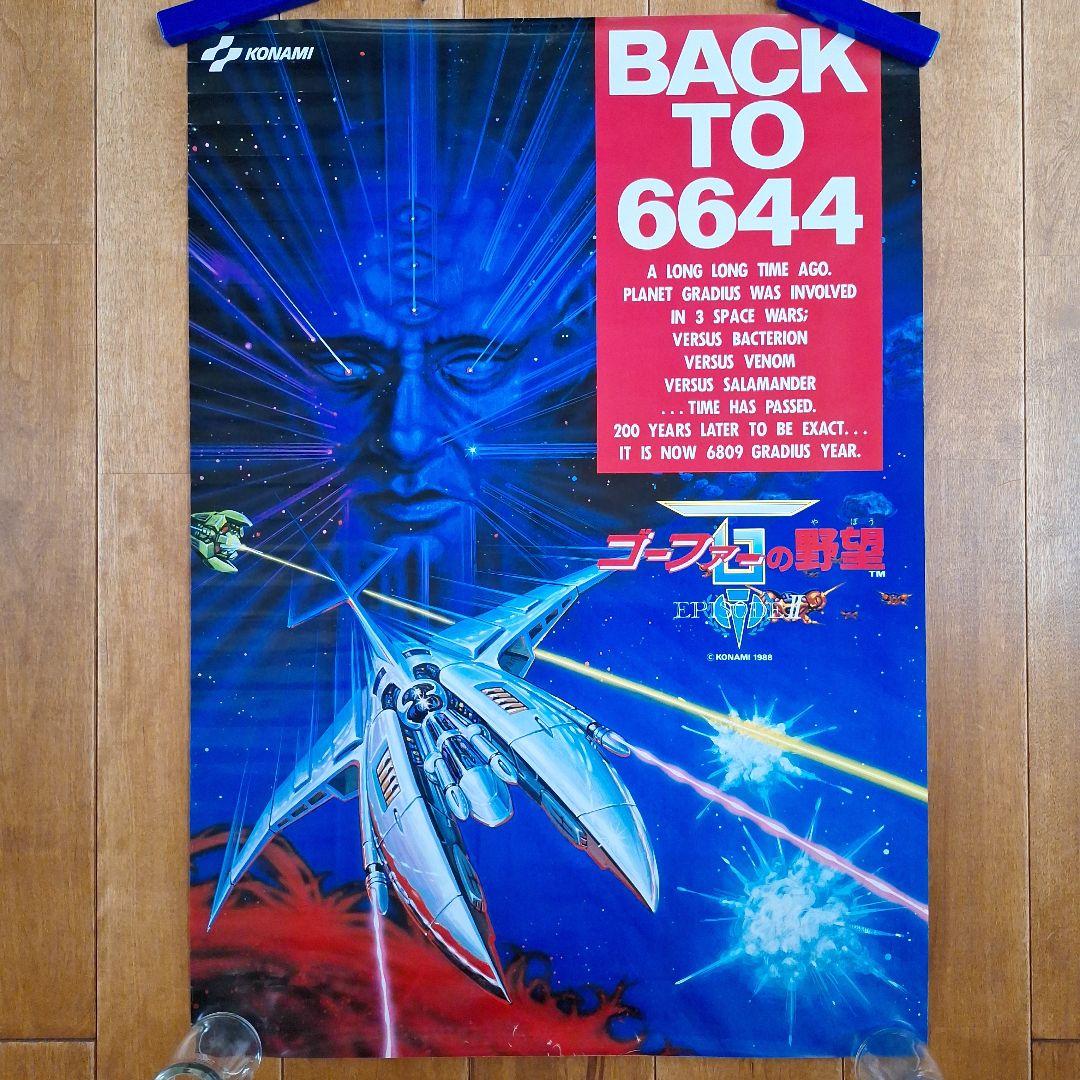 KONAMI
BACK
TO
6644
A LONG LONG TIME AGO.
PLANET GRADIUS WAS INVOLVED
IN 3 SPACE WARS;
VERSUS BACTERION
VERSUS VENOM
VERSUS SALAMANDER
...TIME HAS PASSED.
200 YEARS LATER TO BE EXACT...
IT IS NOW 6809 GRADIUS YEAR.
やぼう
ゴーファーの野望
TM
EPISODE II
© KONAMI 1988